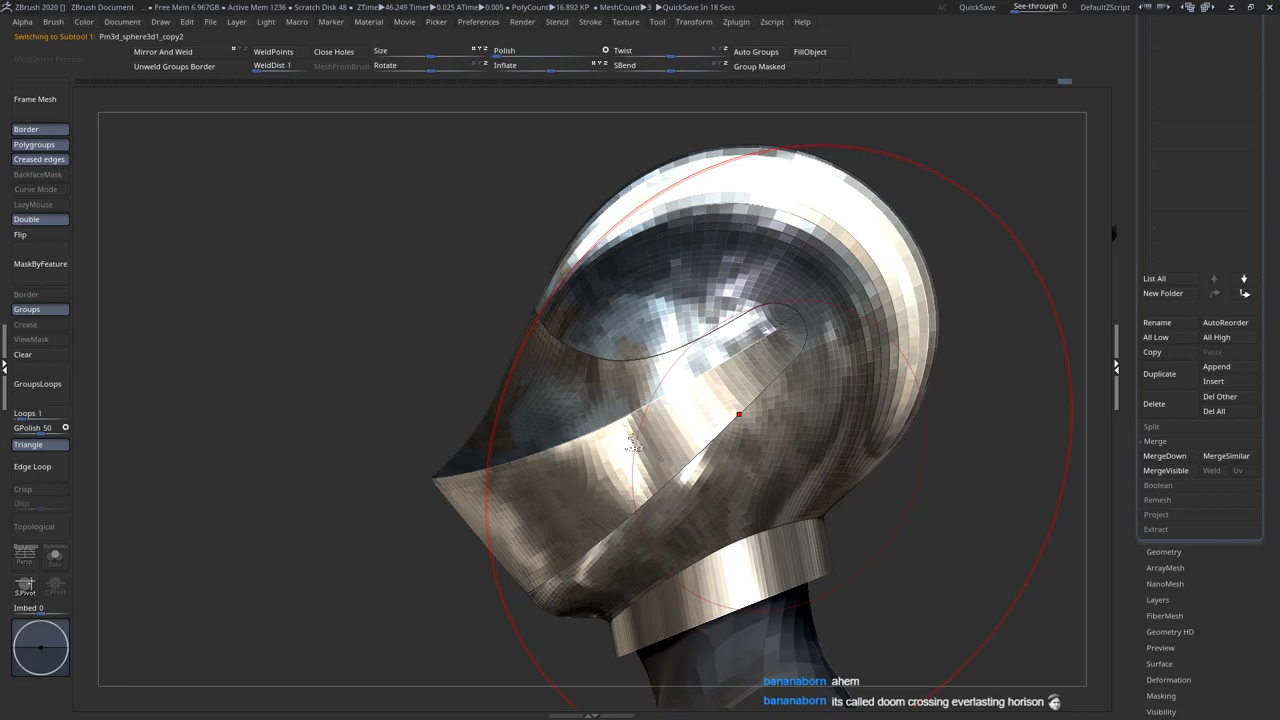 ZBrush 2020 [] ZBrush Document .. • Free Mem 6.967GB • Active Mem 1236 • Scratch Disk 48 • ZTime▶46.249 Timer▶0.025 ATime▶0.005 • PolyCount▶16.892 KP • MeshCount▶3 ▶QuickSave In 18 Secs AC QuickSave See-through 0 DefaultZScript
Alpha Brush Color Document Draw Edit File Layer Light Macro Marker Material Movie Picker Preferences Render Stencil Stroke Texture Tool Transform Zplugin Zscript Help
Switching to Subtool 1: Pm3d_sphere3d1_copy2
Mirror And Weld WeldPoints Close Holes Size Polish Twist Auto Groups FillObject
Unweld Groups Border WeldDist 1 MeshFromBrush Rotate Inflate SBend Group Masked
Frame Mesh
Border
Polygroups
Creased edges
BackfaceMask
Curve Mode
LazyMouse
Double
Flip
MaskByFeature
Border
Groups
Crease
ViewMask
Clear
GroupsLoops
Loops 1
GPolish 50
Triangle
Edge Loop
Crisp
Disp
Topological
Dynamic Dynamic
Persp Solo
S.Pivot C.Pivot
Imbed 0
List All
New Folder
Rename AutoReorder
All Low All High
Copy Paste
Duplicate Append
Insert
Delete Del Other
Del All
Split
Merge
MergeDown MergeSimilar
MergeVisible Weld Uv
Boolean
Remesh
Project
Extract
Geometry
ArrayMesh
NanoMesh
Layers
FiberMesh
Geometry HD
Preview
Surface
Deformation
Masking
Visibility
bananaborn ahem
bananaborn its called doom crossing everlasting horison